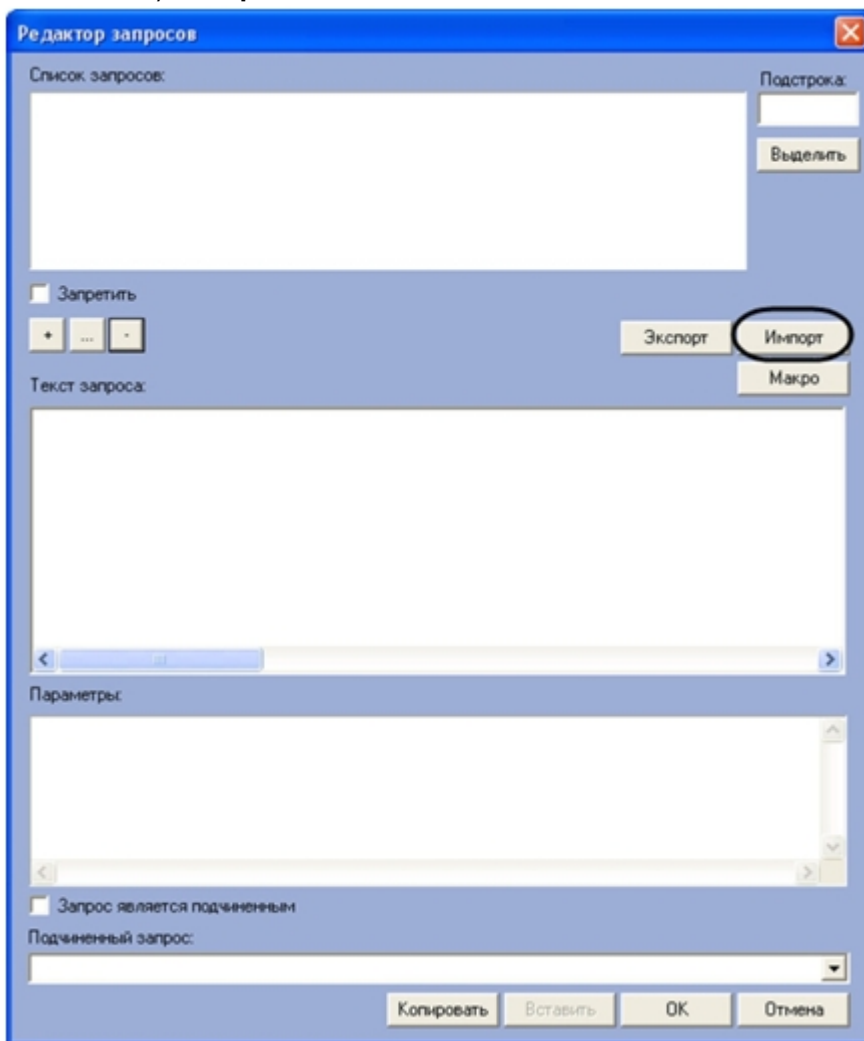 Редактор запросов
Список запросов:
Подстрока:
Выделить
Запретить
+ ... -
Экспорт Импорт
Макро
Текст запроса:
Параметры:
Запрос является подчиненным
Подчиненный запрос:
Копировать Вставить OK Отмена